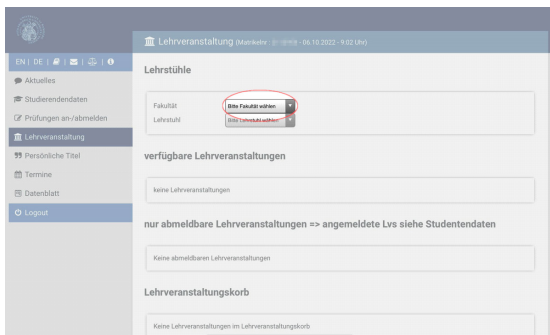 Lehrveranstaltung (Matrikelnr.: - 06.10.2022 - 9:02 Uhr)
EN | DE |
Aktuelles
Studierendendaten
Prüfungen an-/abmelden
Lehrveranstaltung
Persönliche Titel
Termine
Datenblatt
Logout
Lehrstühle
Fakultät Bitte Fakultät wählen
Lehrstuhl Bitte Lehrstuhl wählen
verfügbare Lehrveranstaltungen
keine Lehrveranstaltungen
nur abmeldbare Lehrveranstaltungen => angemeldete Lvs siehe Studentendaten
Keine abmeldbaren Lehrveranstaltungen
Lehrveranstaltungskorb
Keine Lehrveranstaltungen im Lehrveranstaltungskorb